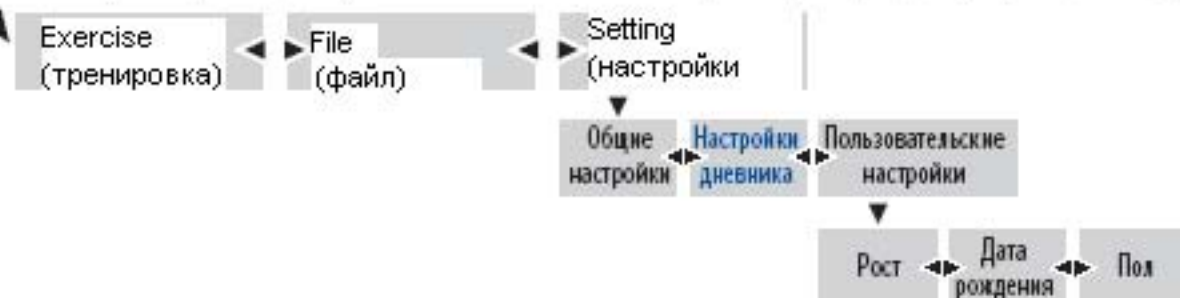 Exercise
(тренировка)
File
(файл)
Setting
(настройки
Общие
настройки
Настройки
дневника
Пользовательские
настройки
Рост
Дата
рождения
Пол